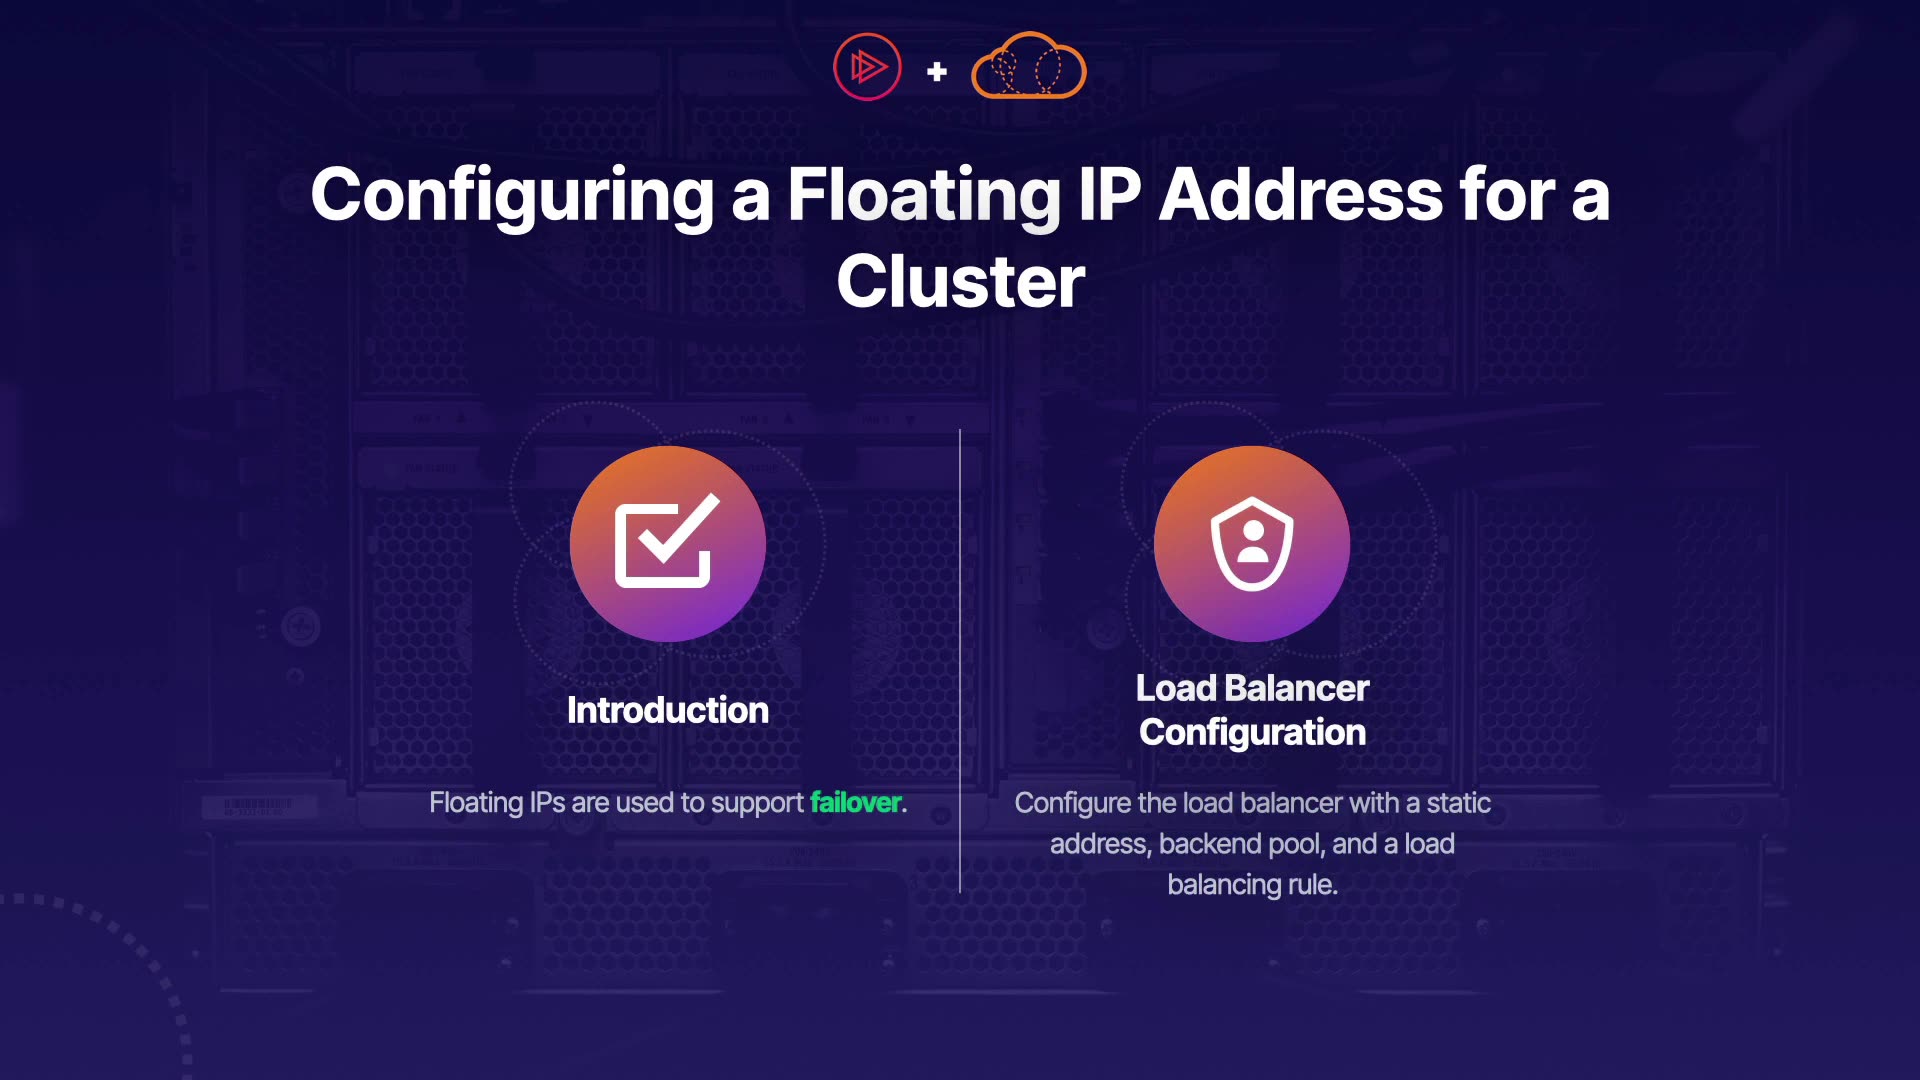 Configuring a Floating IP Address for a
Cluster
Introduction
Floating IPs are used to support failover.
Load Balancer
Configuration
Configure the load balancer with a static
address, backend pool, and a load
balancing rule.